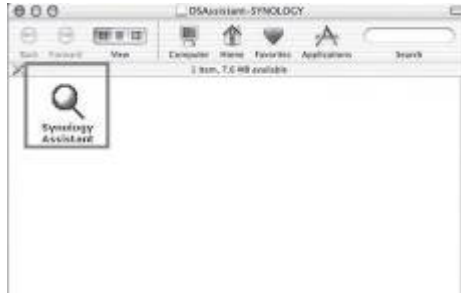 DSAssistant-SYNOLOGY
Back Forward View Computer Home Favorites Applications Search
1 item, 7.6 MB available
Synology
Assistant